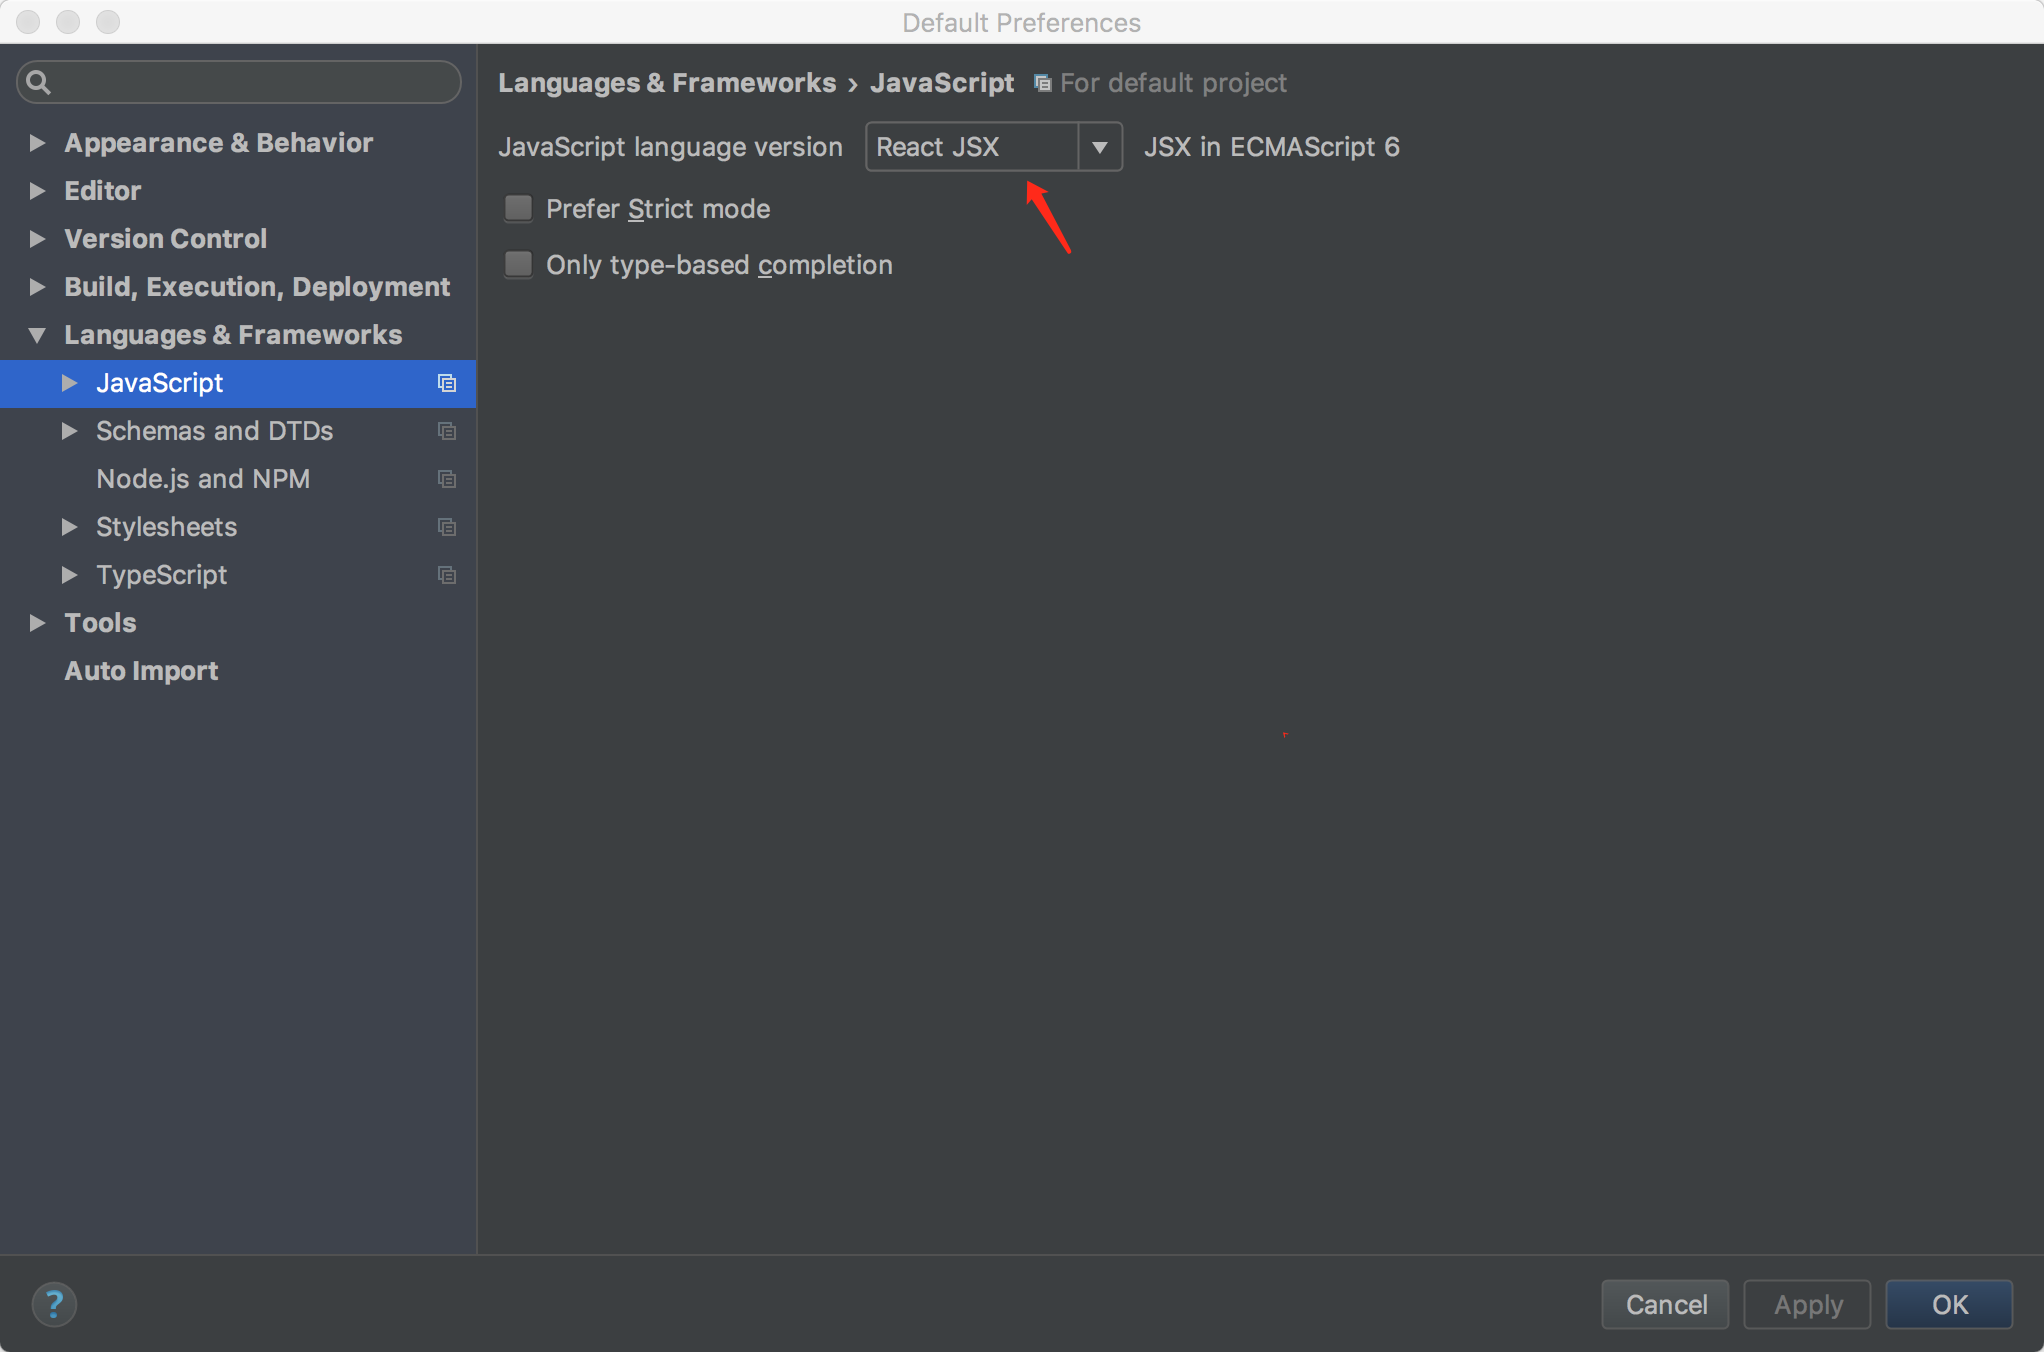 Default Preferences
Appearance & Behavior
Editor
Version Control
Build, Execution, Deployment
Languages & Frameworks
JavaScript
Schemas and DTDs
Node.js and NPM
Stylesheets
TypeScript
Tools
Auto Import
Languages & Frameworks › JavaScript For default project
JavaScript language version React JSX JSX in ECMAScript 6
Prefer Strict mode
Only type-based completion
?
Cancel Apply OK